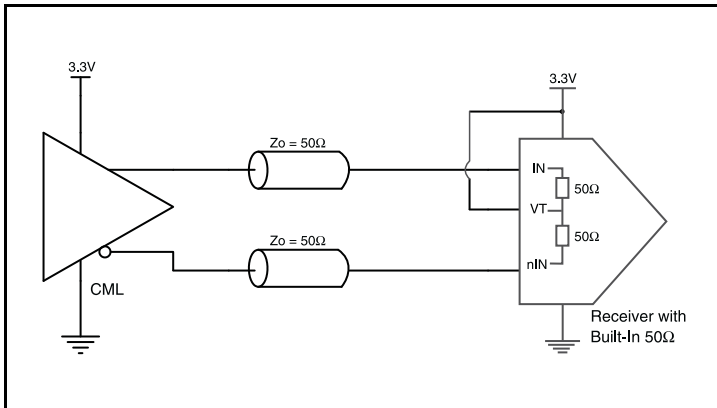 3.3V
3.3V
Zo = 50Ω
IN
50Ω
VT
50Ω
Zo = 50Ω
nIN
CML
Receiver with
Built-In 50Ω